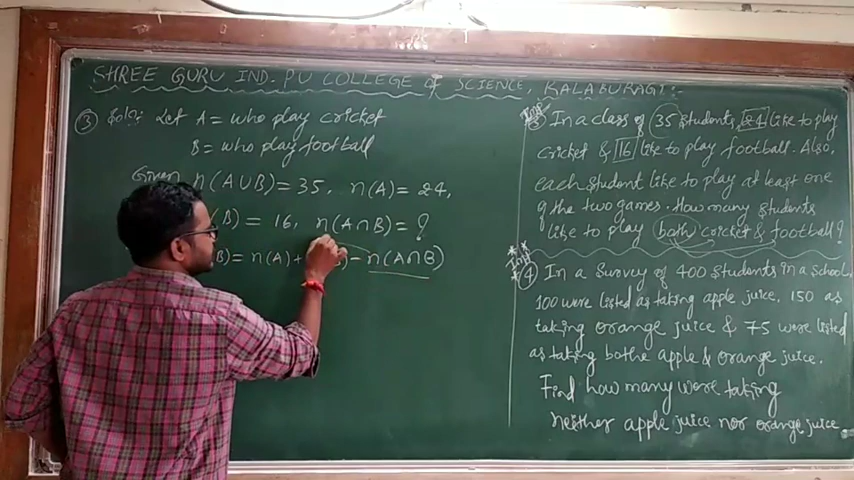 SHREE GURU IND. PU COLLEGE of SCIENCE, KALABURAGI :-
③ Soln: Let A = who play cricket
B = who play football
Given n(A∪B) = 35, n(A) = 24,
(B) = 16, n(A∩B) = ?
B) = n(A) + ) - n(A∩B)
③ In a class of 35 students, 24 like to play
cricket & 16 like to play football. Also,
each student like to play at least one
of the two games. How many students
like to play both cricket & football?
④ In a survey of 400 students in a school.
100 were listed as taking apple juice, 150 as
taking orange juice & 75 were listed
as taking bothe apple & orange juice.
Find how many were taking
neither apple juice nor orange juice.